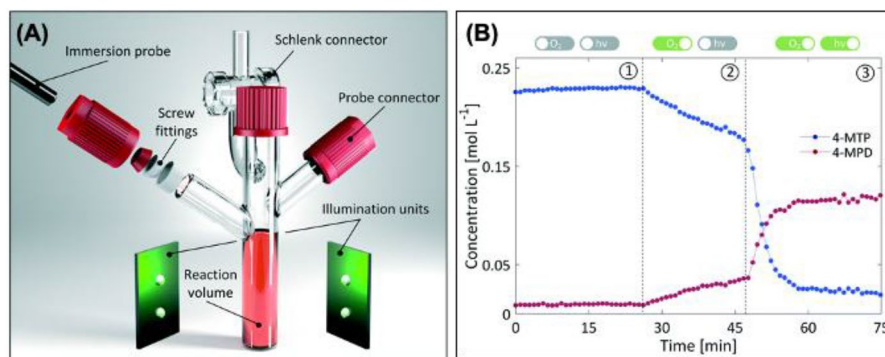 (A)
Immersion probe
Schlenk connector
Probe connector
Screw
fittings
Illumination units
Reaction
volume
(B)
O₂ hν
O₂ hν
O₂ hν
1
2
3
0.25
0.15
0.05
0
Concentration [mol L⁻¹]
4-MTP
4-MPD
0
15
30
45
60
75
Time [min]